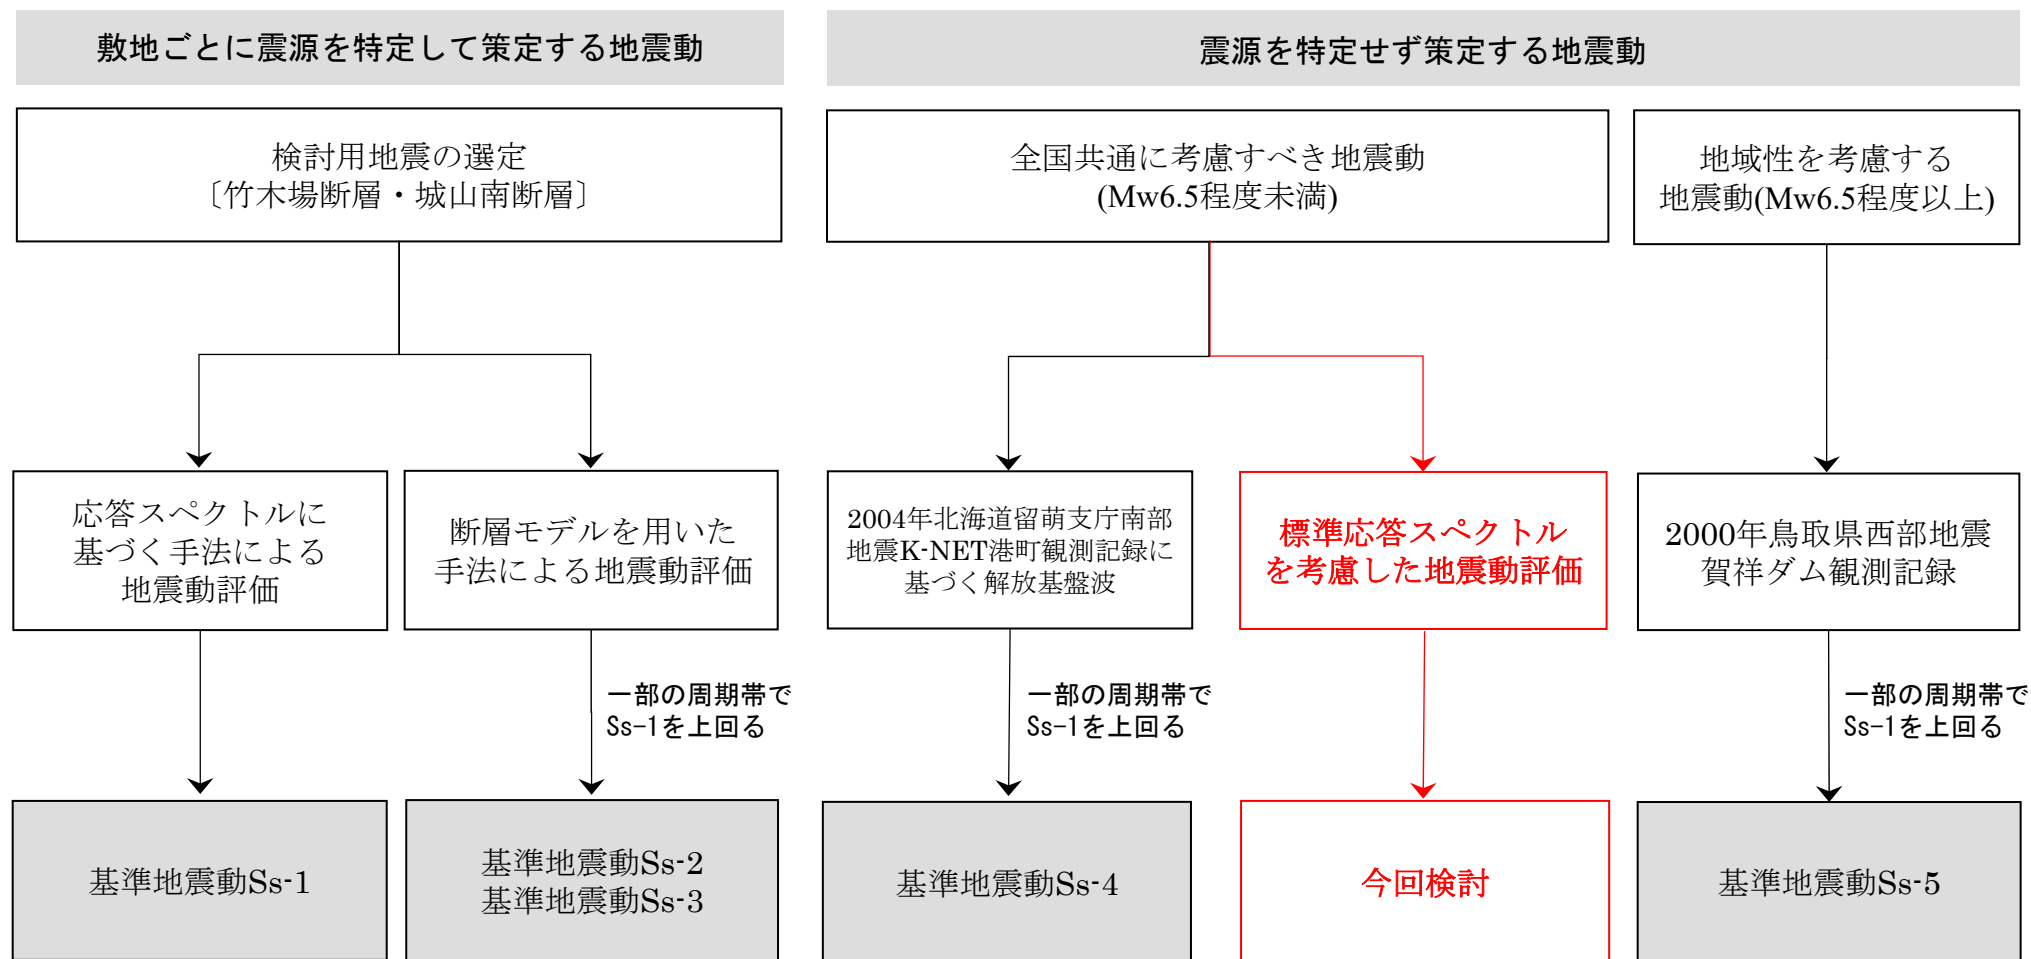 敷地ごとに震源を特定して策定する地震動
震源を特定せず策定する地震動
検討用地震の選定
〔竹木場断層・城山南断層〕
全国共通に考慮すべき地震動
(Mw6.5程度未満)
地域性を考慮する
地震動(Mw6.5程度以上)
応答スペクトルに
基づく手法による
地震動評価
断層モデルを用いた
手法による地震動評価
2004年北海道留萌支庁南部
地震K-NET港町観測記録に
基づく解放基盤波
標準応答スペクトル
を考慮した地震動評価
2000年鳥取県西部地震
賀祥ダム観測記録
一部の周期帯で
Ss-1を上回る
一部の周期帯で
Ss-1を上回る
一部の周期帯で
Ss-1を上回る
基準地震動Ss-1
基準地震動Ss-2
基準地震動Ss-3
基準地震動Ss-4
今回検討
基準地震動Ss-5